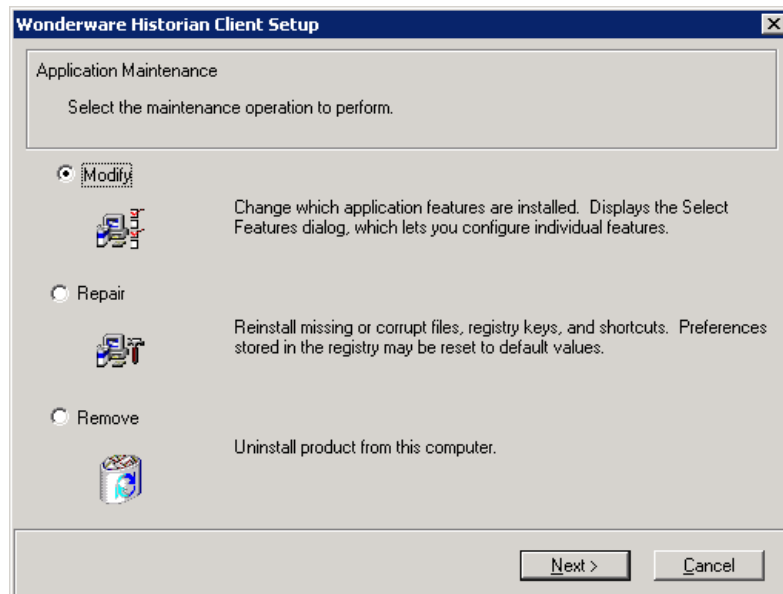 Wonderware Historian Client Setup
Application Maintenance
Select the maintenance operation to perform.
Modify
Change which application features are installed.  Displays the Select
Features dialog, which lets you configure individual features.
Repair
Reinstall missing or corrupt files, registry keys, and shortcuts.  Preferences
stored in the registry may be reset to default values.
Remove
Uninstall product from this computer.
Next >
Cancel